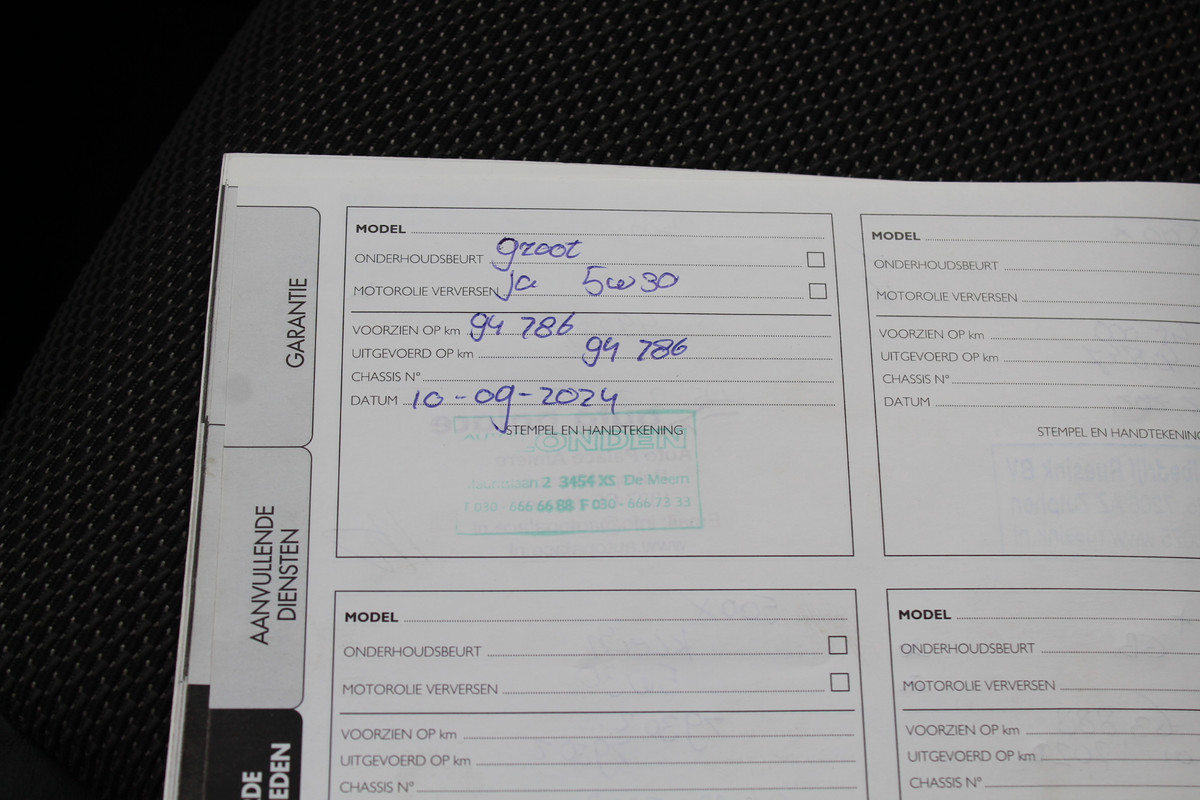 GARANTIE
AANVULLENDE
DIENSTEN
MODEL
ONDERHOUDSBEURT groot
MOTOROLIE VERVERSEN ja 5w30
VOORZIEN OP km 94 786
UITGEVOERD OP km 94 786
CHASSIS N°
DATUM 10-09-2024
STEMPEL EN HANDTEKENING
2 3454 XS De Meern
T 030 - 666 66 88 F 030 - 666 73 33
MODEL
ONDERHOUDSBEURT
MOTOROLIE VERVERSEN
VOORZIEN OP km
UITGEVOERD OP km
CHASSIS N°
DATUM
STEMPEL EN HANDTEKENING
MODEL
ONDERHOUDSBEURT
MOTOROLIE VERVERSEN
VOORZIEN OP km
UITGEVOERD OP km
CHASSIS N°
MODEL
ONDERHOUDSBEURT
MOTOROLIE VERVERSEN
VOORZIEN OP km
UITGEVOERD OP km
CHASSIS N°